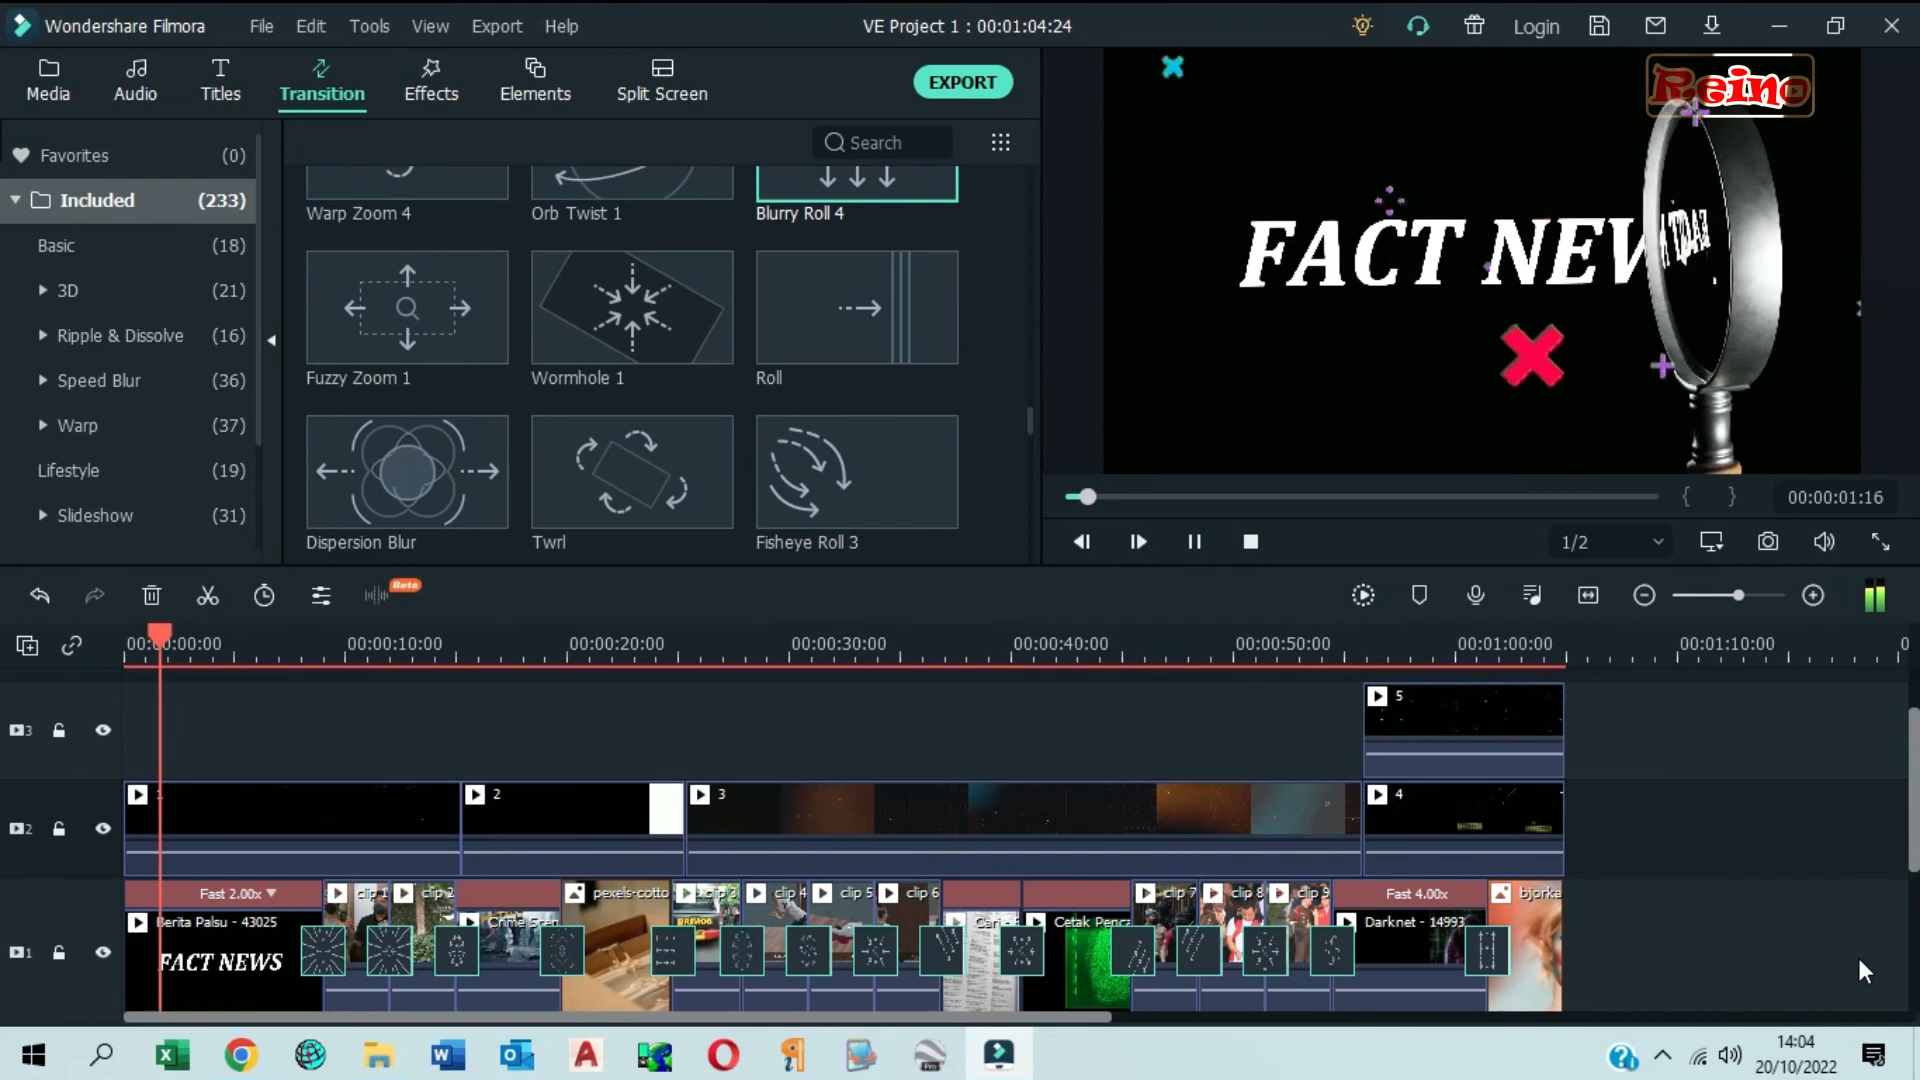 Wondershare Filmora
File
Edit
Tools
View
Export
Help
VE Project 1 : 00:01:04:24
Login
Media
Audio
Titles
Transition
Effects
Elements
Split Screen
EXPORT
Favorites (0)
Included (233)
Basic (18)
3D (21)
Ripple & Dissolve (16)
Speed Blur (36)
Warp (37)
Lifestyle (19)
Slideshow (31)
Search
Warp Zoom 4
Orb Twist 1
Blurry Roll 4
Fuzzy Zoom 1
Wormhole 1
Roll
Dispersion Blur
Twrl
Fisheye Roll 3
Reino
FACT NEW
00:00:01:16
1/2
Beta
00:00:00:00
00:00:10:00
00:00:20:00
00:00:30:00
00:00:40:00
00:00:50:00
00:01:00:00
00:01:10:00
0
3
5
2
2
3
4
1
Fast 2.00x
clip 1
clip 2
pexels-cotto
clip 3
clip 4
clip 5
clip 6
clip 7
clip 8
clip 9
Fast 4.00x
bjorka
Berita Palsu - 43025
Crime Scen
Cari - 6
Cetak Penca
Darknet - 14993
FACT NEWS
14:04
20/10/2022